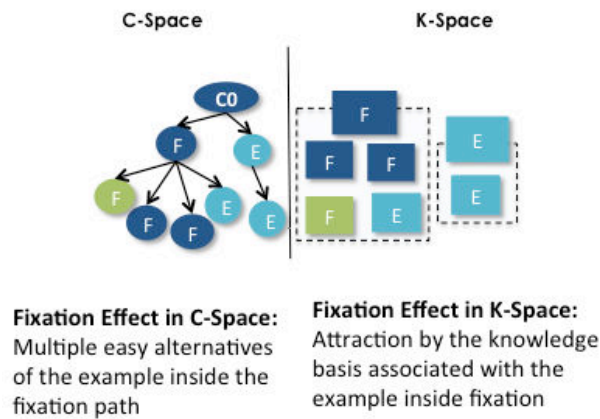 C-Space
K-Space
C0
F
E
F
F
F
E
E
F
F
F
F
E
E
E
Fixation Effect in C-Space:
Multiple easy alternatives
of the example inside the
fixation path
Fixation Effect in K-Space:
Attraction by the knowledge
basis associated with the
example inside fixation